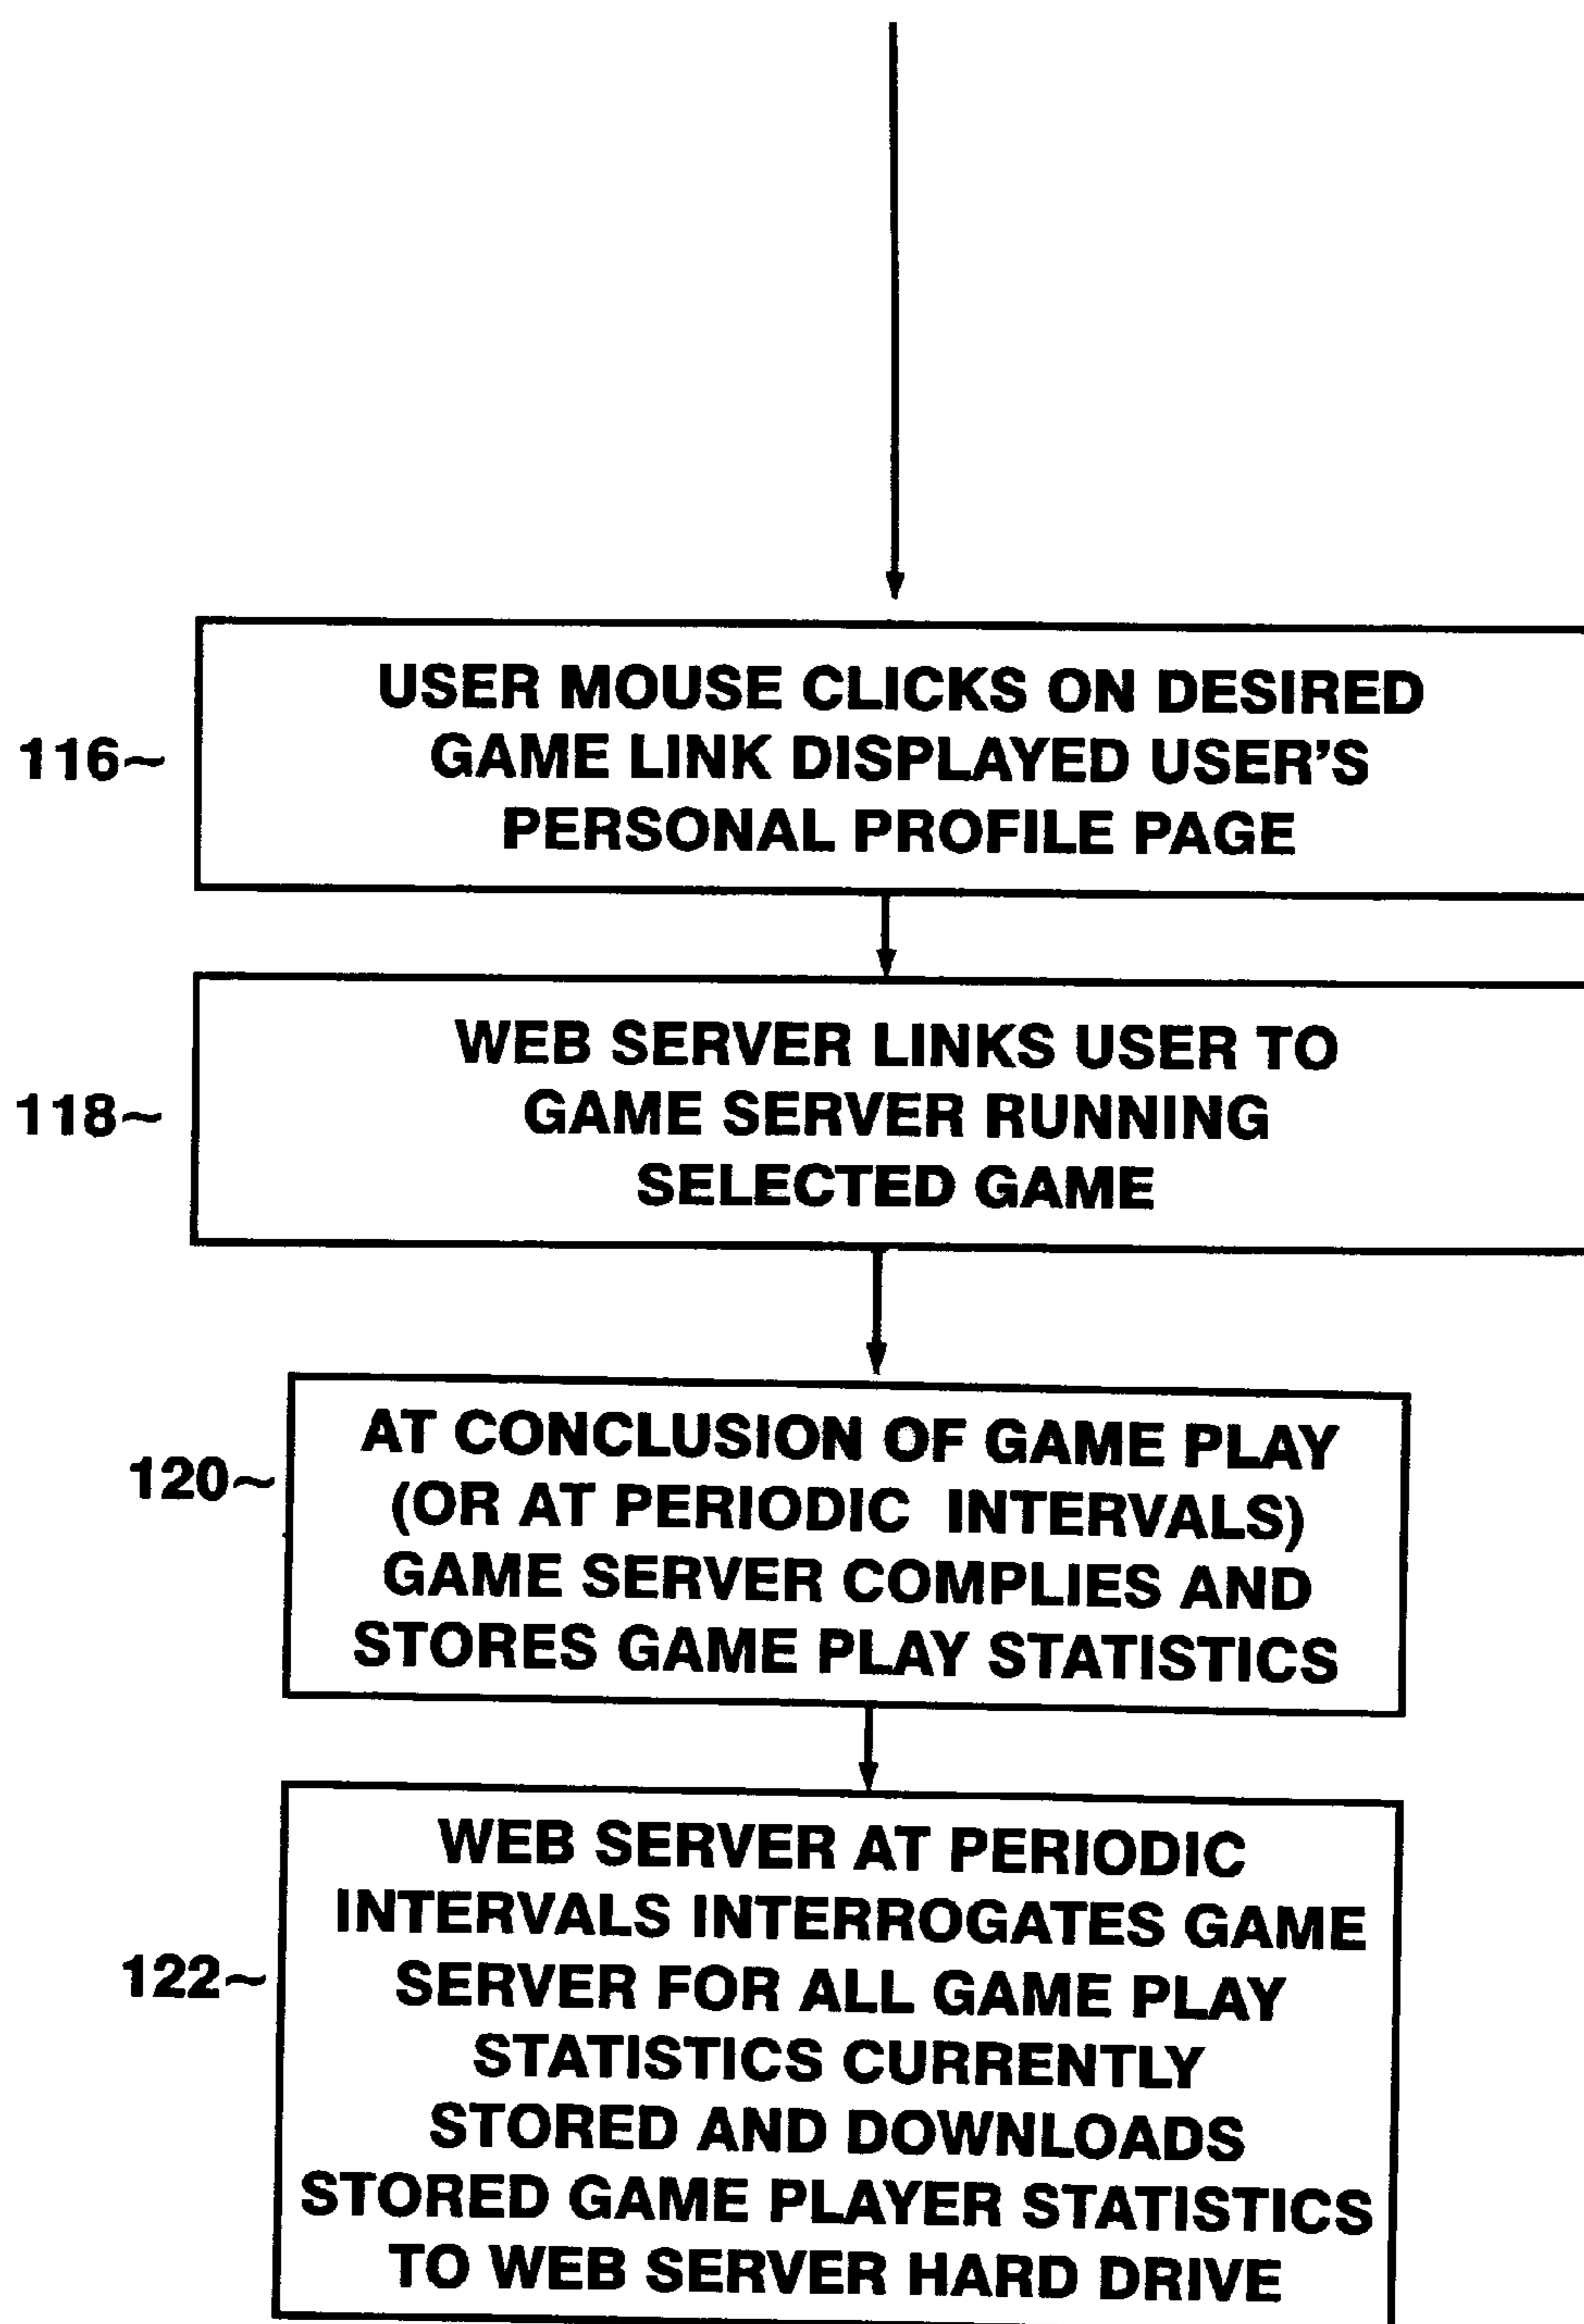 USER MOUSE CLICKS ON DESIRED
GAME LINK DISPLAYED USER'S
116~
PERSONAL PROFILE PAGE
WEB SERVER LINKS USER TO
118~
GAME SERVER RUNNING
SELECTED GAME
AT CONCLUSION OF GAME PLAY
120~
(OR AT PERIODIC INTERVALS)
GAME SERVER COMPLIES AND
STORES GAME PLAY STATISTICS
WEB SERVER AT PERIODIC
INTERVALS INTERROGATES GAME
122~
SERVER FOR ALL GAME PLAY
STATISTICS CURRENTLY
STORED AND DOWNLOADS
STORED GAME PLAYER STATISTICS
TO WEB SERVER HARD DRIVE